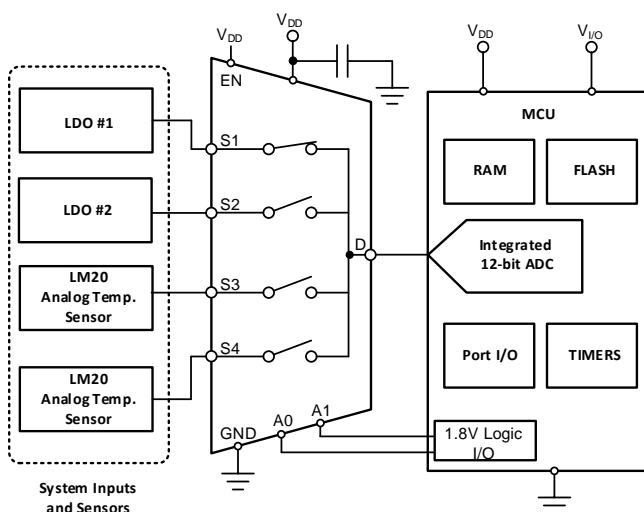 VDD
VDD
EN
VDD
VI/O
LDO #1
S1
MCU
RAM
FLASH
LDO #2
S2
D
Integrated
12-bit ADC
LM20
Analog Temp.
Sensor
S3
LM20
Analog Temp.
Sensor
S4
Port I/O
TIMERS
GND
A0
A1
1.8V Logic
I/O
System Inputs
and Sensors